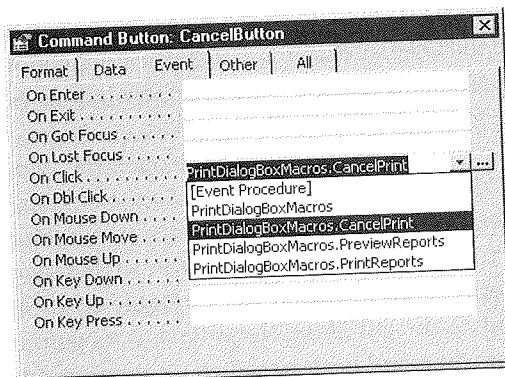 Command Button: CancelButton
Format Data Event Other All
On Enter . . . . . . . . . .
On Exit . . . . . . . . . . .
On Got Focus . . . . . .
On Lost Focus . . . . . .
On Click . . . . . . . . . . PrintDialogBoxMacros.CancelPrint ...
On Dbl Click . . . . . . . [Event Procedure]
On Mouse Down . . . . PrintDialogBoxMacros
On Mouse Move . . . . PrintDialogBoxMacros.CancelPrint
On Mouse Up . . . . . . PrintDialogBoxMacros.PreviewReports
On Key Down . . . . . . PrintDialogBoxMacros.PrintReports
On Key Up . . . . . . . .
On Key Press . . . . . .